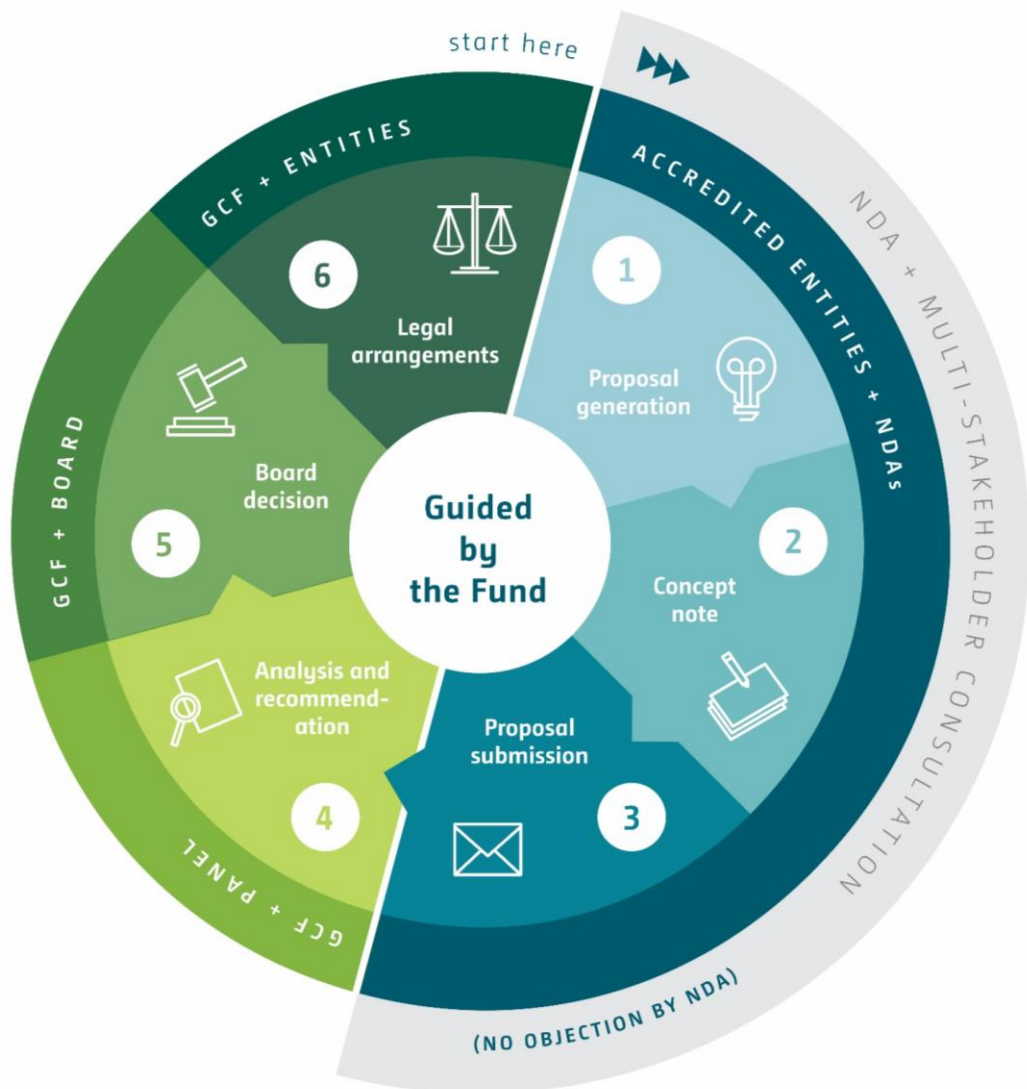 start here
GCF + ENTITIES
ACCREDITED ENTITIES + NDAs
NDA + MULTI-STAKEHOLDER CONSULTATION
(NO OBJECTION BY NDA)
1
Proposal
generation
2
Concept
note
3
Proposal
submission
4
Analysis and
recommend-
ation
GCF + PANEL
5
Board
decision
GCF + BOARD
6
Legal
arrangements
Guided
by
the Fund